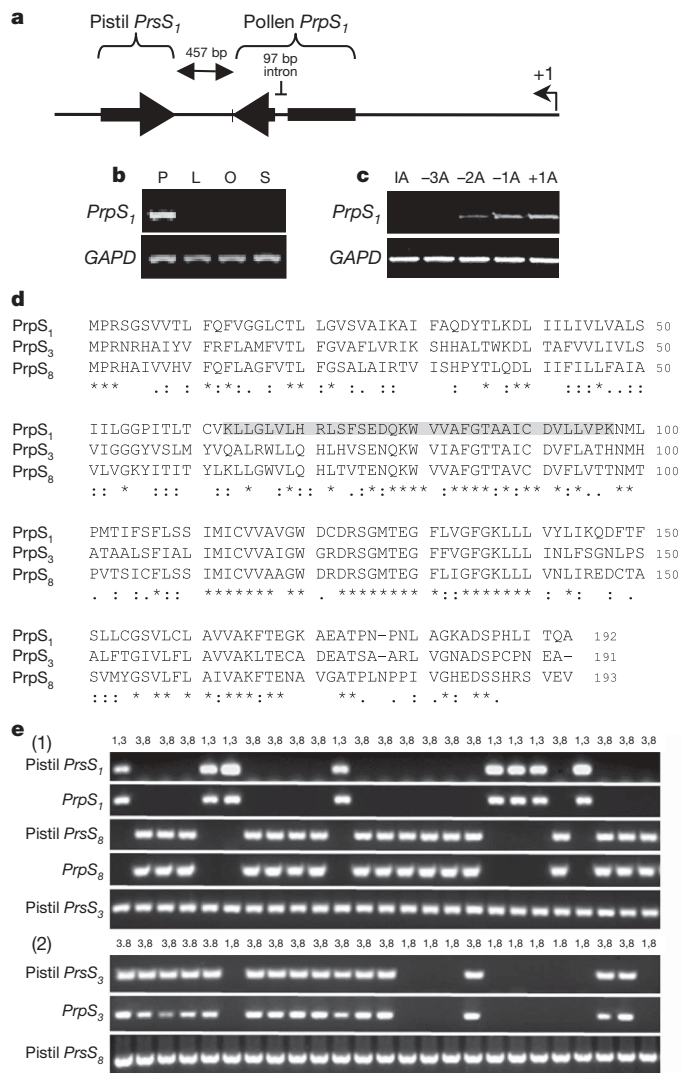 a
Pistil PrsS1 Pollen PrpS1
457 bp
97 bp
intron
+1
b P L O S
PrpS1
GAPD
c IA –3A –2A –1A +1A
PrpS1
GAPD
d
PrpS1 MPRSGSVVTL FQFVGGLCTL LGVSVAIKAI FAQDYTLKDL IILIVLVALS 50
PrpS3 MPRNRHAIYV FRFLAMFVTL FGVAFLVRIK SHHALTWKDL TAFVVLIVLS 50
PrpS8 MPRHAIVVHV FQFLAGFVTL FGSALAIRTV ISHPYTLQDL IIFILLFAIA 50
*** .: : *:*: .*:** :* :.. :: : * :** :::*:..::
PrpS1 IILGGPITLT CVKLLGLVLH RLSFSEDQKW VVAFGTAAIC DVLLVPKNML 100
PrpS3 VIGGGYVSLM YVQALRWLLQ HLHVSENQKW VIAFGTAVIC DVFLATHNMA 100
PrpS8 VLVGKYITIT YMKLLGWVLQ HLTVTENQKW VVAFGTTAVC DVFLVTTNMT 100
:: * ::: :: * ::: :* .:*:**** *:****:.:* **:*.. **
PrpS1 PMTIFSFLSS IMICVVAVGW DCDRSGMTEG FLVGFGKLLL VYLIKQDFTF 150
PrpS3 ATAALSFIAL IMICVVAIGW GRDRSGMTEG FFVGFGKLLL INLFSGNLPS 150
PrpS8 PVTSICFLSS IMICVVAAGW DRDRSGMTEG FLIGFGKLLL VNLIREDCTA 150
. : :.*:: ******* ** . ******** *::******* : *: : .
PrpS1 SLLCGSVLCL AVVAKFTEGK AEATPN–PNL AGKADSPHLI TQA 192
PrpS3 ALFTGIVLFL AVVAKLTECA DEATSA–ARL VGNADSPCPN EA– 191
PrpS8 SVMYGSVLFL AIVAKFTENA VGATPLNPPI VGHEDSSHRS VEV 193
::: * ** * *:***:** **. . : .*: **.
e
(1)
1,3 3,8 3,8 3,8 1,3 1,3 3,8 3,8 3,8 3,8 1,3 3,8 3,8 3,8 3,8 3,8 3,8 1,3 1,3 1,3 3,8 1,3 3,8 3,8 3,8
Pistil PrsS1
PrpS1
Pistil PrsS8
PrpS8
Pistil PrsS3
(2)
3.8 3,8 3,8 3,8 3,8 1,8 3,8 3,8 3,8 3,8 3,8 3,8 3,8 1,8 1,8 1,8 3,8 1,8 1,8 1,8 1,8 1,8 3,8 3,8 1,8
Pistil PrsS3
PrpS3
Pistil PrsS8